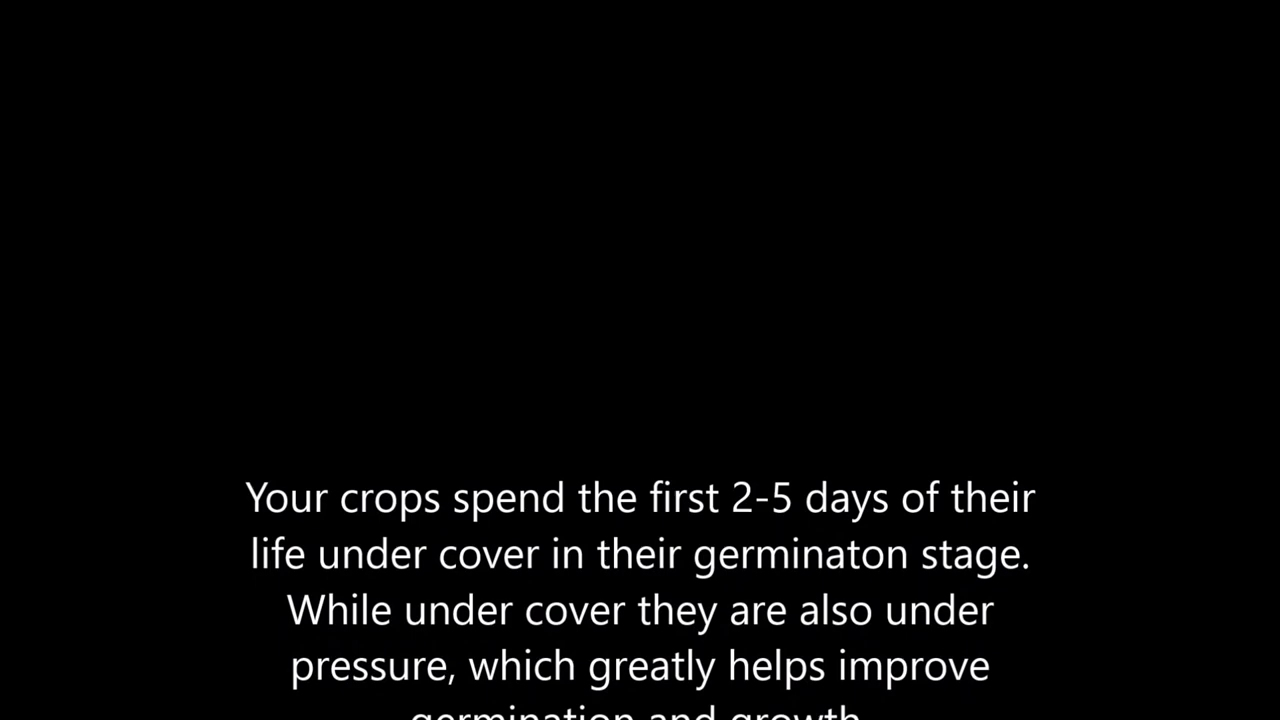 Your crops spend the first 2-5 days of their
life under cover in their germinaton stage.
While under cover they are also under
pressure, which greatly helps improve
germination and growth